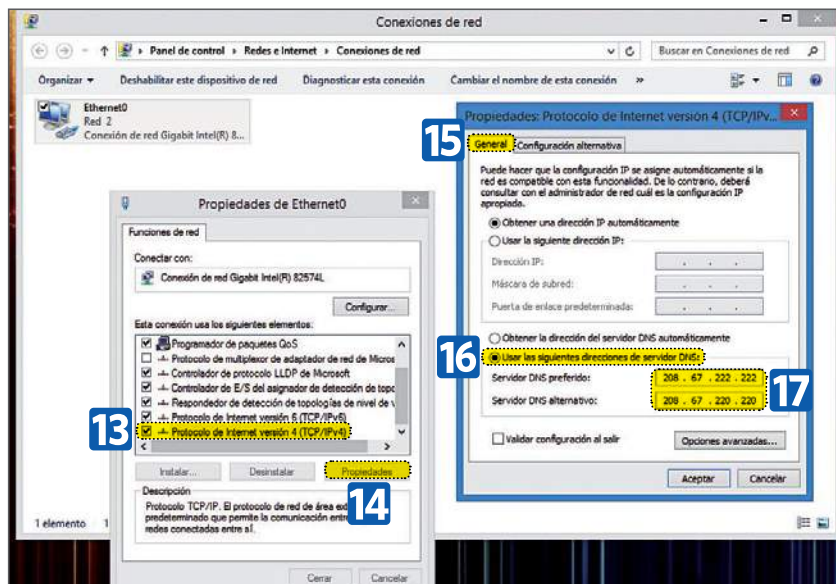 Conexiones de red
Panel de control › Redes e Internet › Conexiones de red
Buscar en Conexiones de red
Organizar
Deshabilitar este dispositivo de red
Diagnosticar esta conexión
Cambiar el nombre de esta conexión
»
Ethernet0
Red 2
Conexión de red Gigabit Intel(R) 8...
Propiedades de Ethernet0
Funciones de red
Conectar con:
Conexión de red Gigabit Intel(R) 82574L
Configurar...
Esta conexión usa los siguientes elementos:
Programador de paquetes QoS
Protocolo de multiplexor de adaptador de red de Micros
Controlador de protocolo LLDP de Microsoft
Controlador de E/S del asignador de detección de topo
Respondedor de detección de topologías de nivel de v
Protocolo de Internet versión 6 (TCP/IPv6)
13
Protocolo de Internet versión 4 (TCP/IPv4)
Instalar...
Desinstalar
Propiedades
14
Descripción
Protocolo TCP/IP. El protocolo de red de área ex
predeterminado que permite la comunicación entre
redes conectadas entre sí.
Cerrar
Cancelar
1 elemento
1
Propiedades: Protocolo de Internet versión 4 (TCP/IPv...
15
General
Configuración alternativa
Puede hacer que la configuración IP se asigne automáticamente si la
red es compatible con esta funcionalidad. De lo contrario, deberá
consultar con el administrador de red cuál es la configuración IP
apropiada.
Obtener una dirección IP automáticamente
Usar la siguiente dirección IP:
Dirección IP:
Máscara de subred:
Puerta de enlace predeterminada:
Obtener la dirección del servidor DNS automáticamente
16
Usar las siguientes direcciones de servidor DNS:
Servidor DNS preferido:
208 . 67 . 222 . 222
Servidor DNS alternativo:
208 . 67 . 220 . 220
17
Validar configuración al salir
Opciones avanzadas...
Aceptar
Cancelar